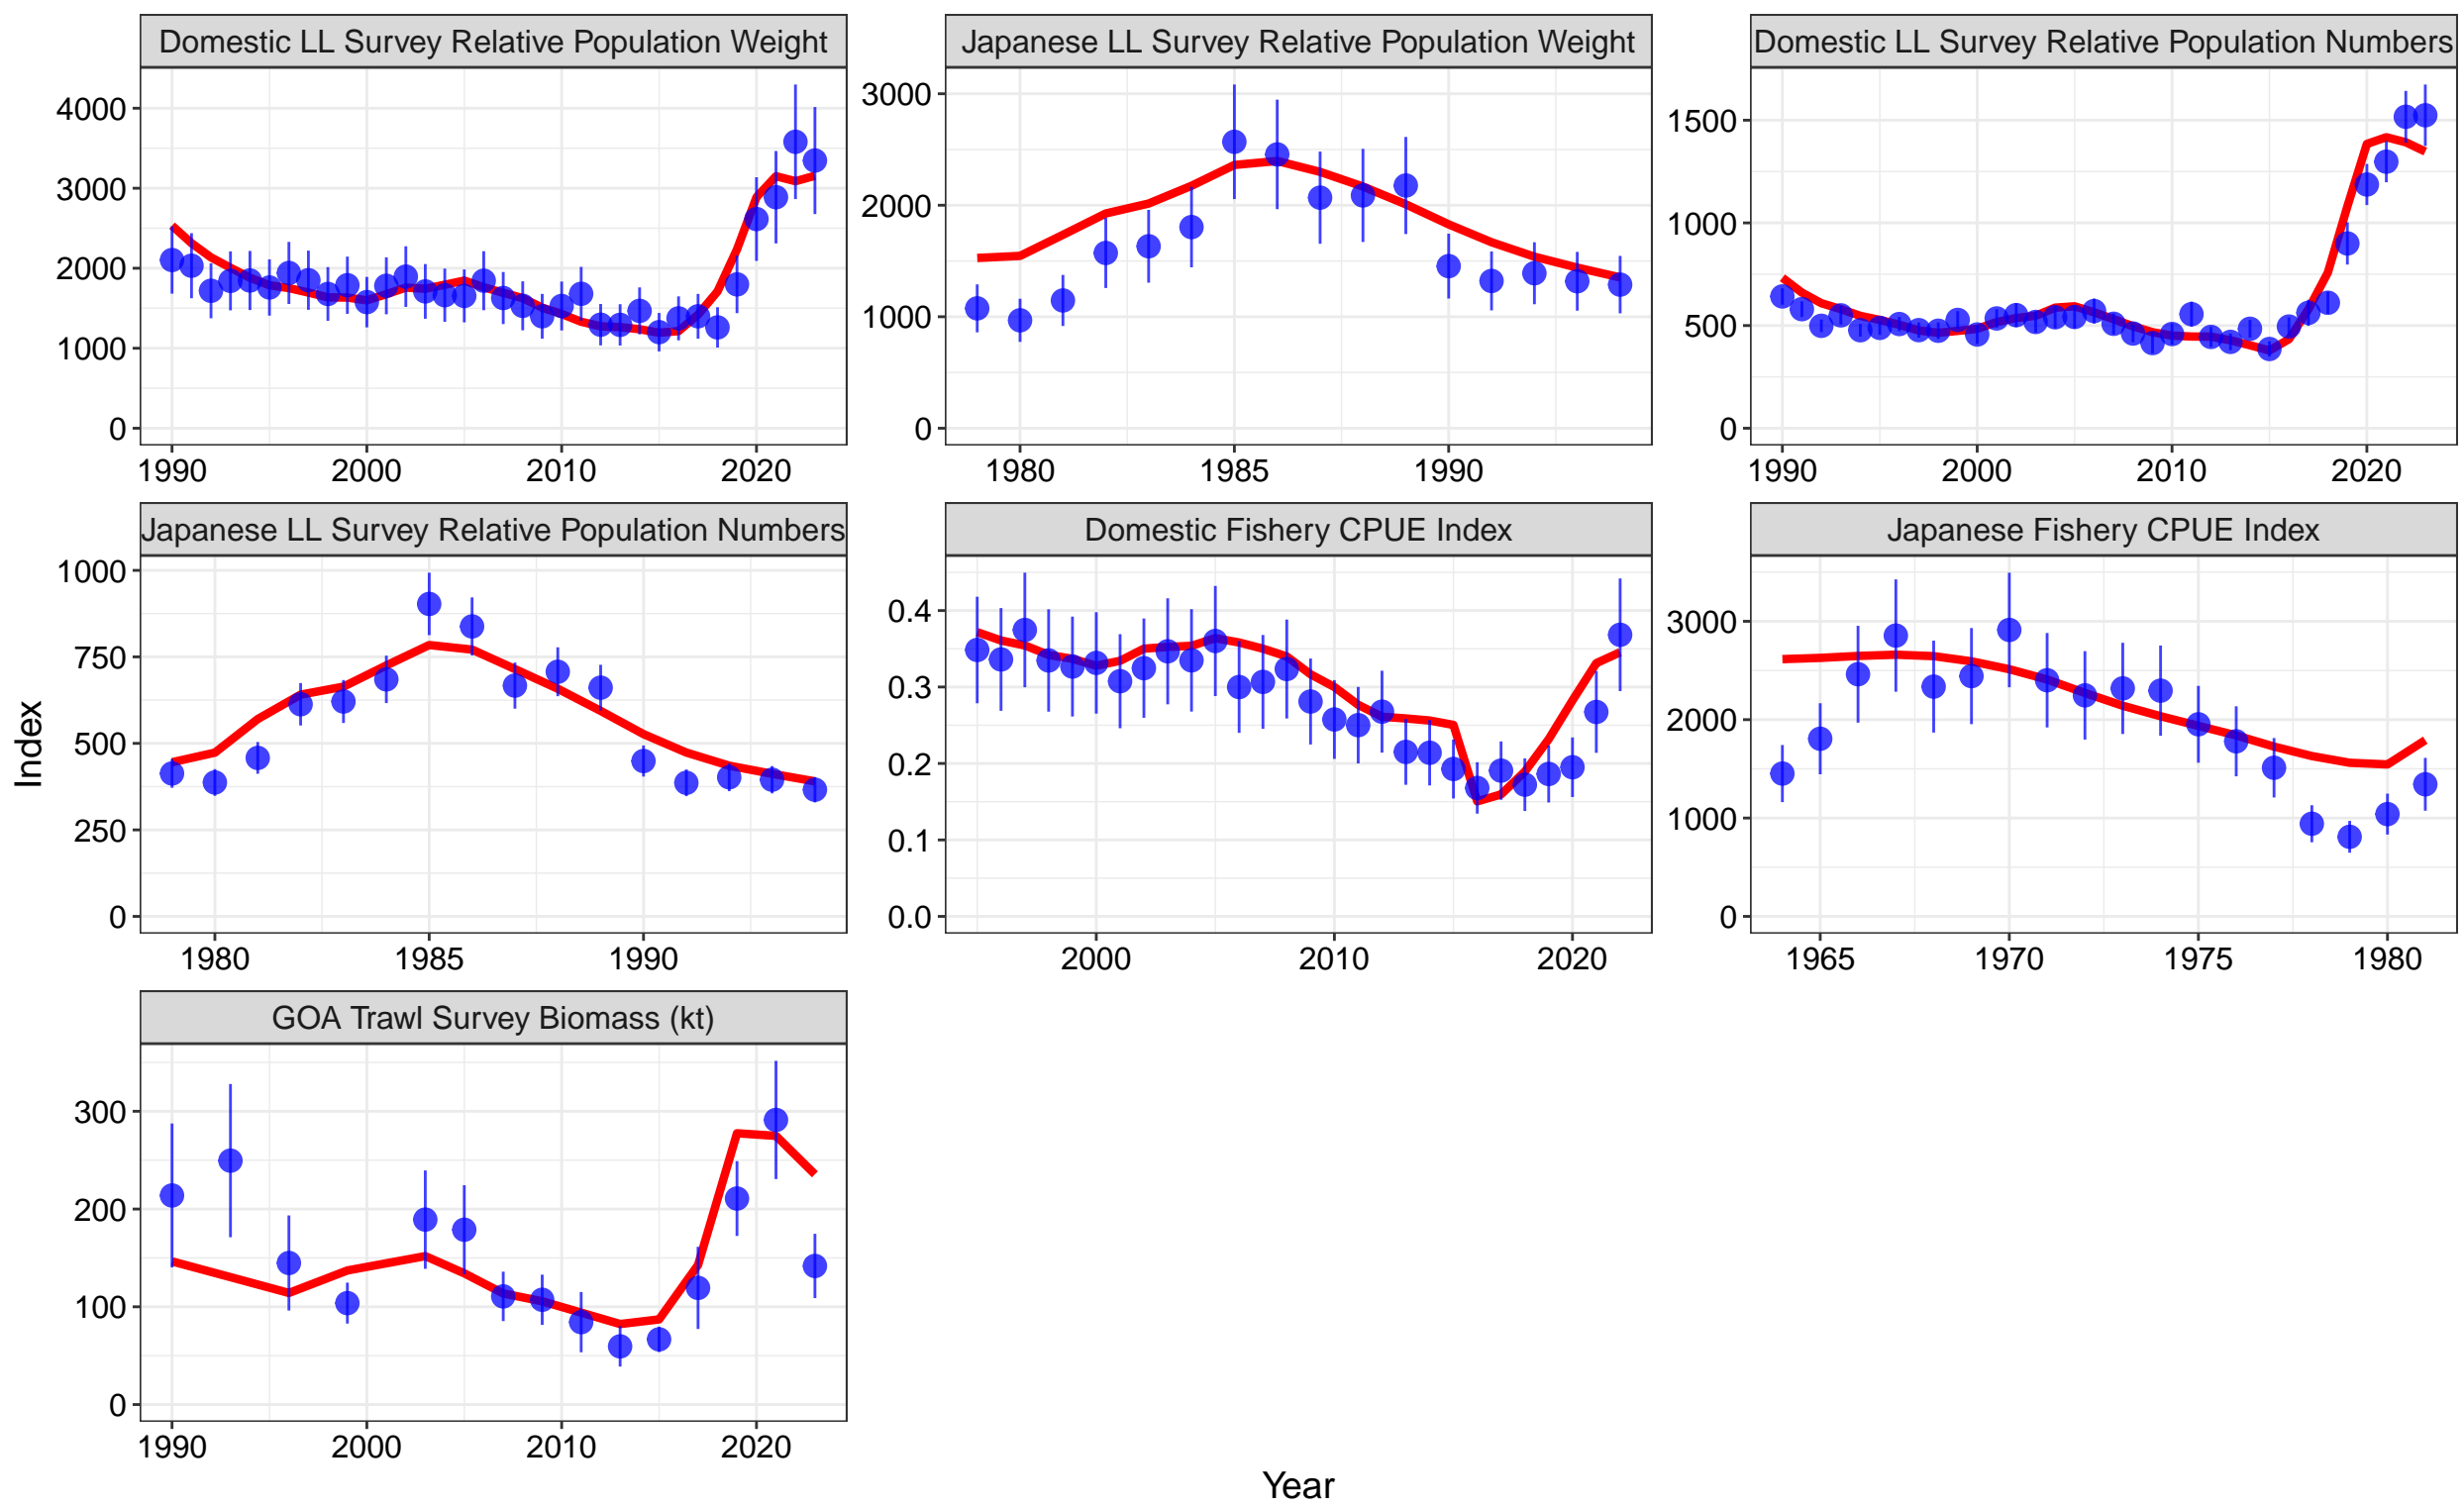 Domestic LL Survey Relative Population Weight
Japanese LL Survey Relative Population Weight
Domestic LL Survey Relative Population Numbers
4000
3000
2000
1000
0
1990 2000 2010 2020
3000
2000
1000
0
1980 1985 1990
1500
1000
500
0
1990 2000 2010 2020
Japanese LL Survey Relative Population Numbers
Domestic Fishery CPUE Index
Japanese Fishery CPUE Index
1000
750
500
250
0
1980 1985 1990
0.4
0.3
0.2
0.1
0.0
2000 2010 2020
3000
2000
1000
0
1965 1970 1975 1980
Index
GOA Trawl Survey Biomass (kt)
300
200
100
0
1990 2000 2010 2020
Year